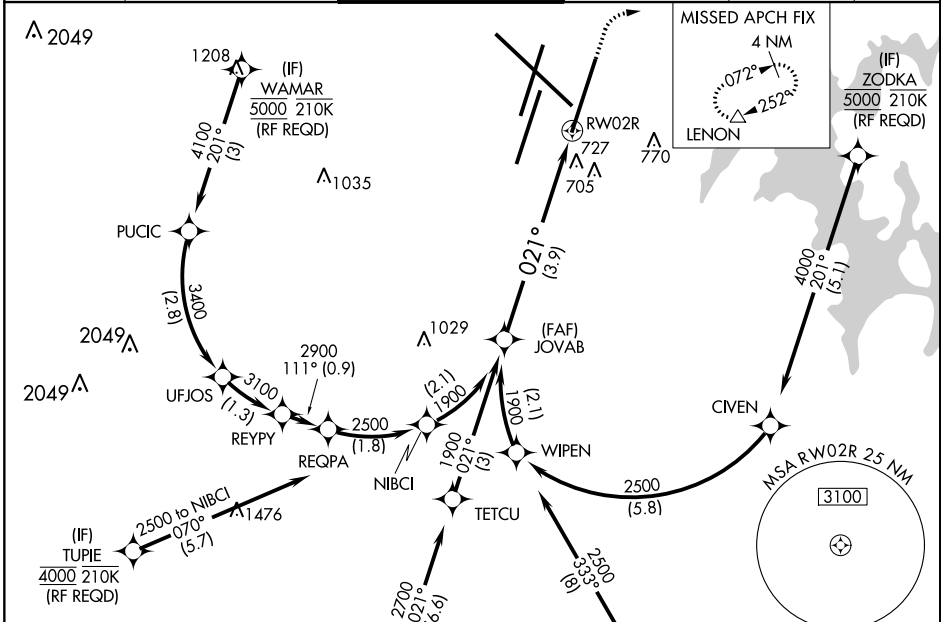 2049
1208
(IF)
WAMAR
5000 210K
(RF REQD)
4100
201°
(3)
1035
PUCIC
3400
(2.8)
2049
2049
UFJOS
3100
(1.3)
REYPY
2900
111° (0.9)
REQPA
2500
(1.8)
NIBCI
1029
(2.1)
1900
2500 to NIBCI
070°
(5.7)
1476
(IF)
TUPIE
4000 210K
(RF REQD)
RW02R
727
705
770
021°
(3.9)
(FAF)
JOVAB
1900
021°
(3)
TETCU
2700
021°
(6.6)
(2.1)
1900
WIPEN
2500
333°
(8)
2500
(5.8)
CIVEN
4000
201°
(5.1)
MISSED APCH FIX
4 NM
072°
252°
LENON
(IF)
ZODKA
5000 210K
(RF REQD)
MSA RW02R 25 NM
3100